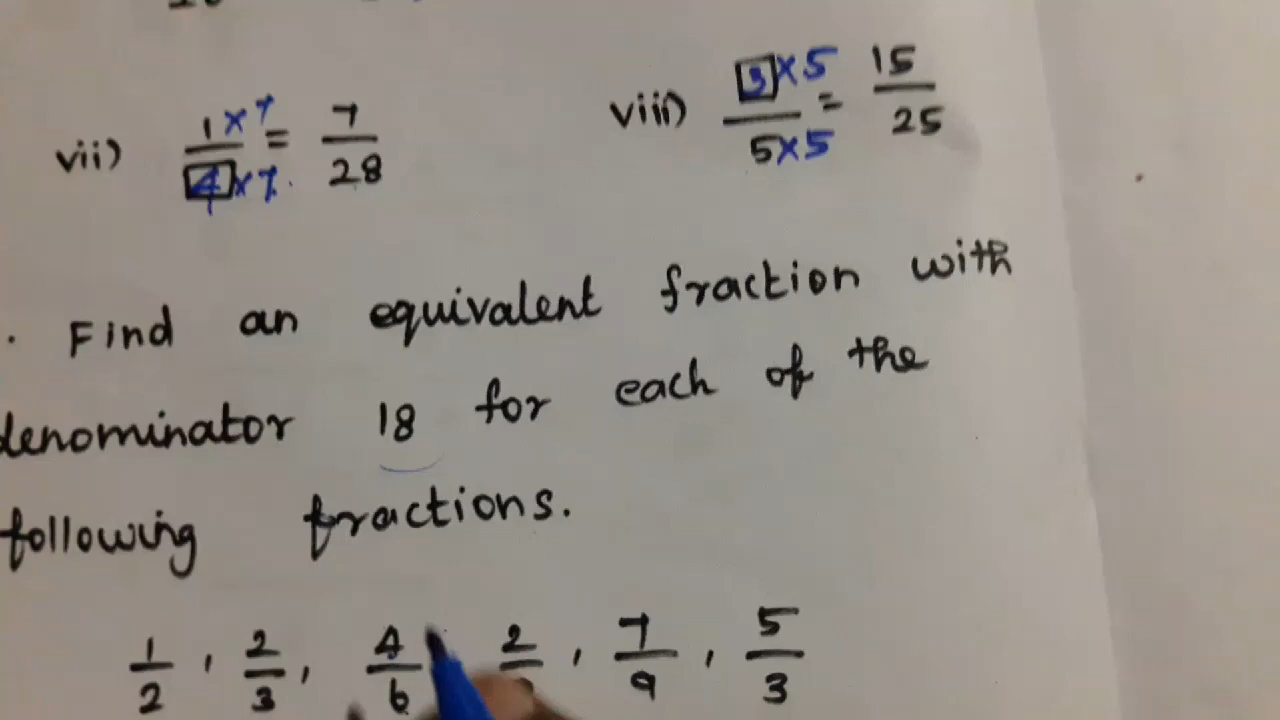 vii) 1×7/4×7 = 7/28
viii) 3×5/5×5 = 15/25
. Find an equivalent fraction with
denominator 18 for each of the
following fractions.
1/2 , 2/3 , 4/6 2/ , 7/9 , 5/3